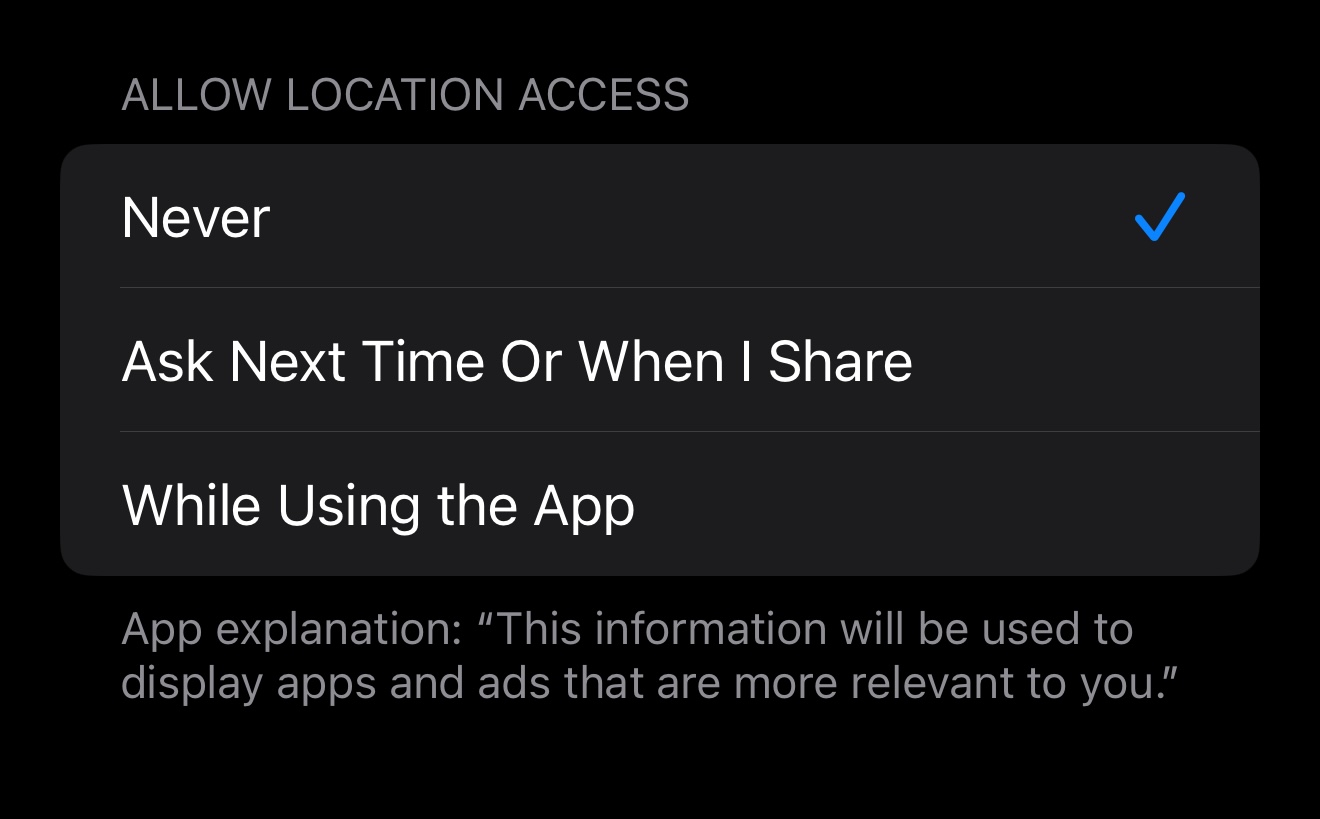 ALLOW LOCATION ACCESS
Never
Ask Next Time Or When I Share
While Using the App
App explanation: “This information will be used to
display apps and ads that are more relevant to you.”